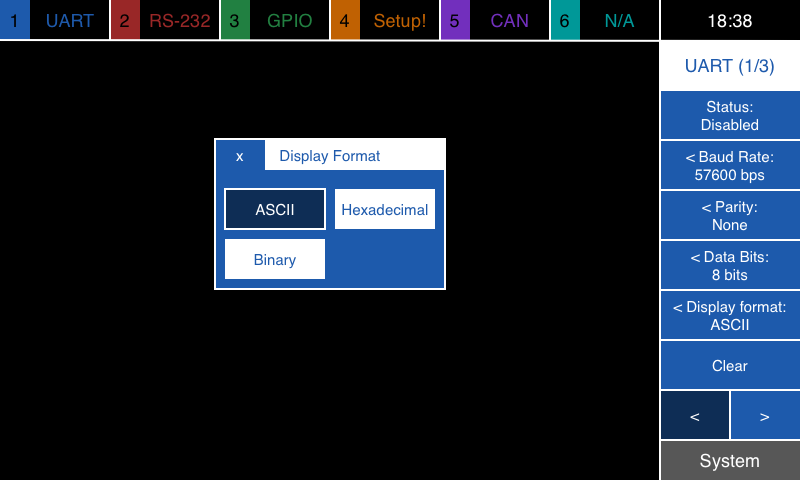 1 UART 2 RS-232 3 GPIO 4 Setup! 5 CAN 6 N/A 18:38
UART (1/3)
Status:
Disabled
< Baud Rate:
57600 bps
< Parity:
None
< Data Bits:
8 bits
< Display format:
ASCII
Clear
< >
System
x Display Format
ASCII Hexadecimal
Binary